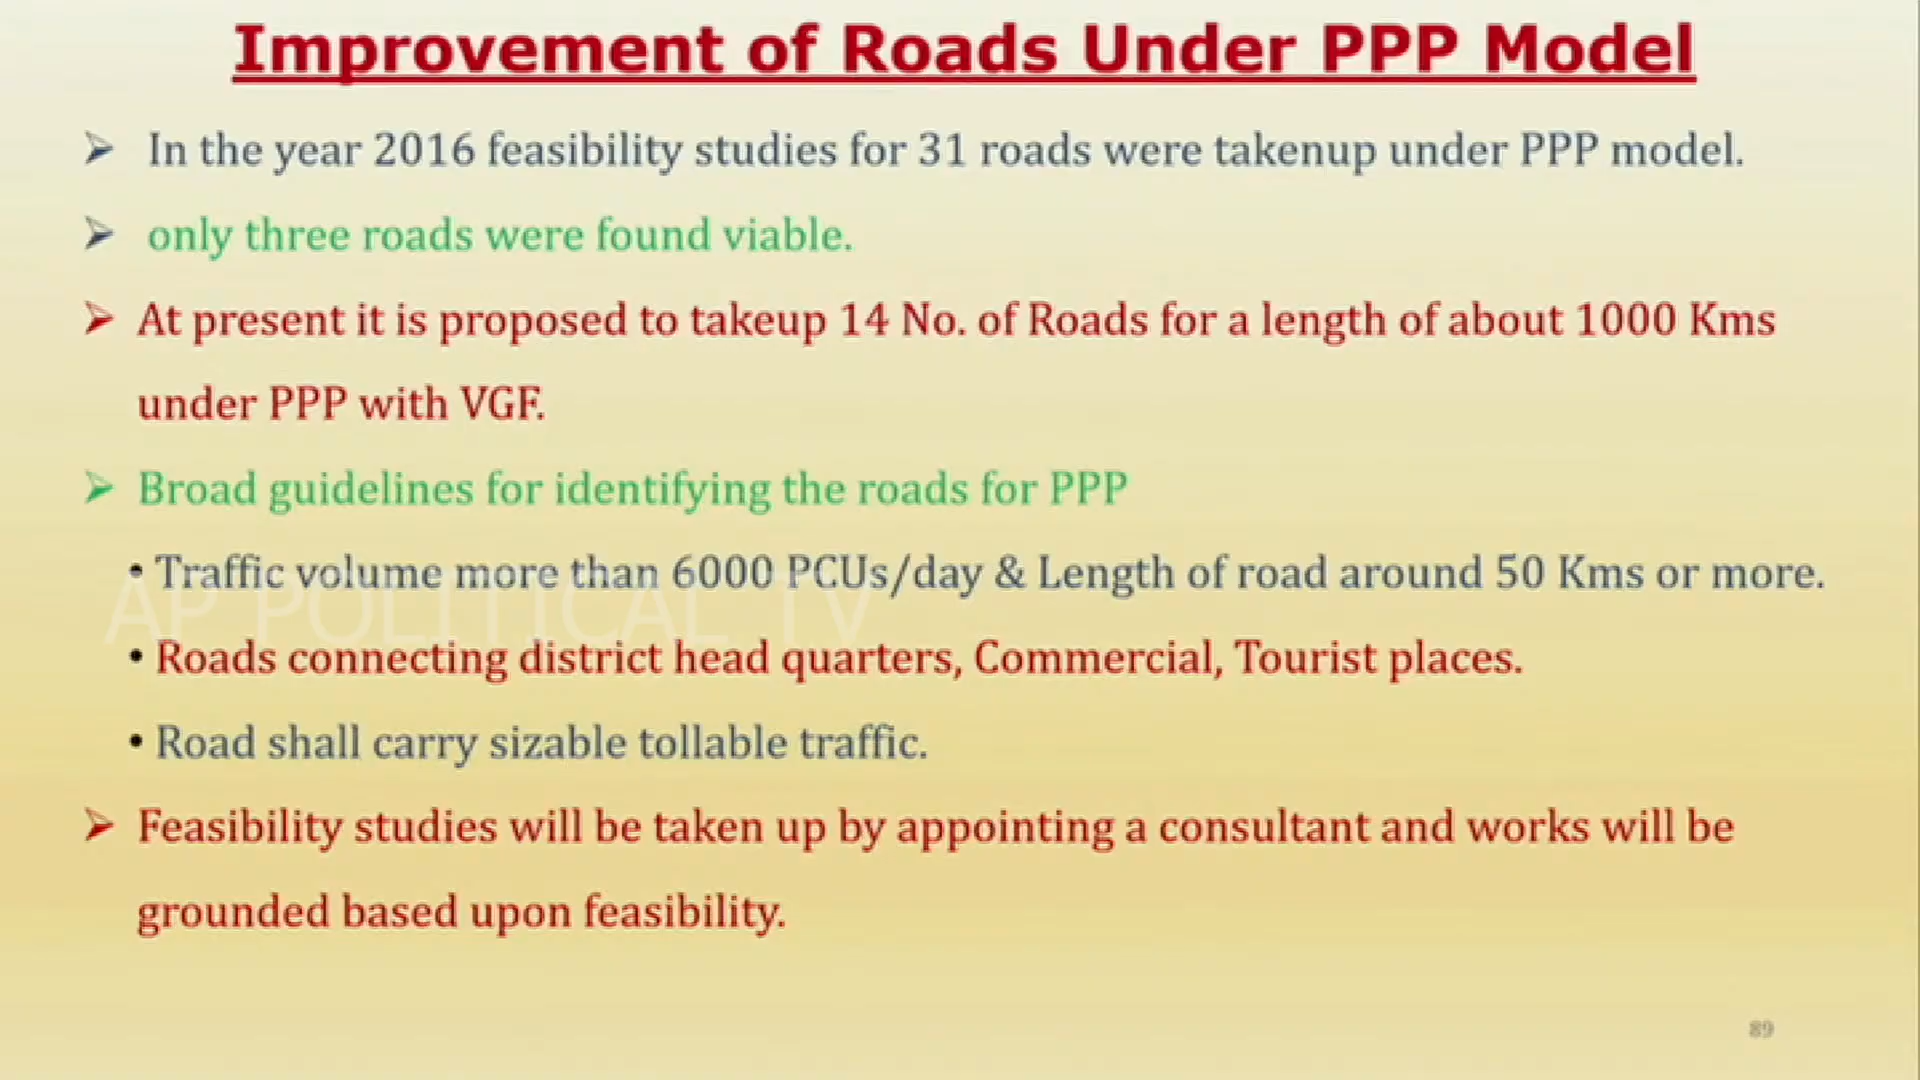 Improvement of Roads Under PPP Model
➢ In the year 2016 feasibility studies for 31 roads were takenup under PPP model.
➢ only three roads were found viable.
➢ At present it is proposed to takeup 14 No. of Roads for a length of about 1000 Kms
under PPP with VGF.
➢ Broad guidelines for identifying the roads for PPP
• Traffic volume more than 6000 PCUs/day & Length of road around 50 Kms or more.
AP POLITICAL TV
• Roads connecting district head quarters, Commercial, Tourist places.
• Road shall carry sizable tollable traffic.
➢ Feasibility studies will be taken up by appointing a consultant and works will be
grounded based upon feasibility.
89